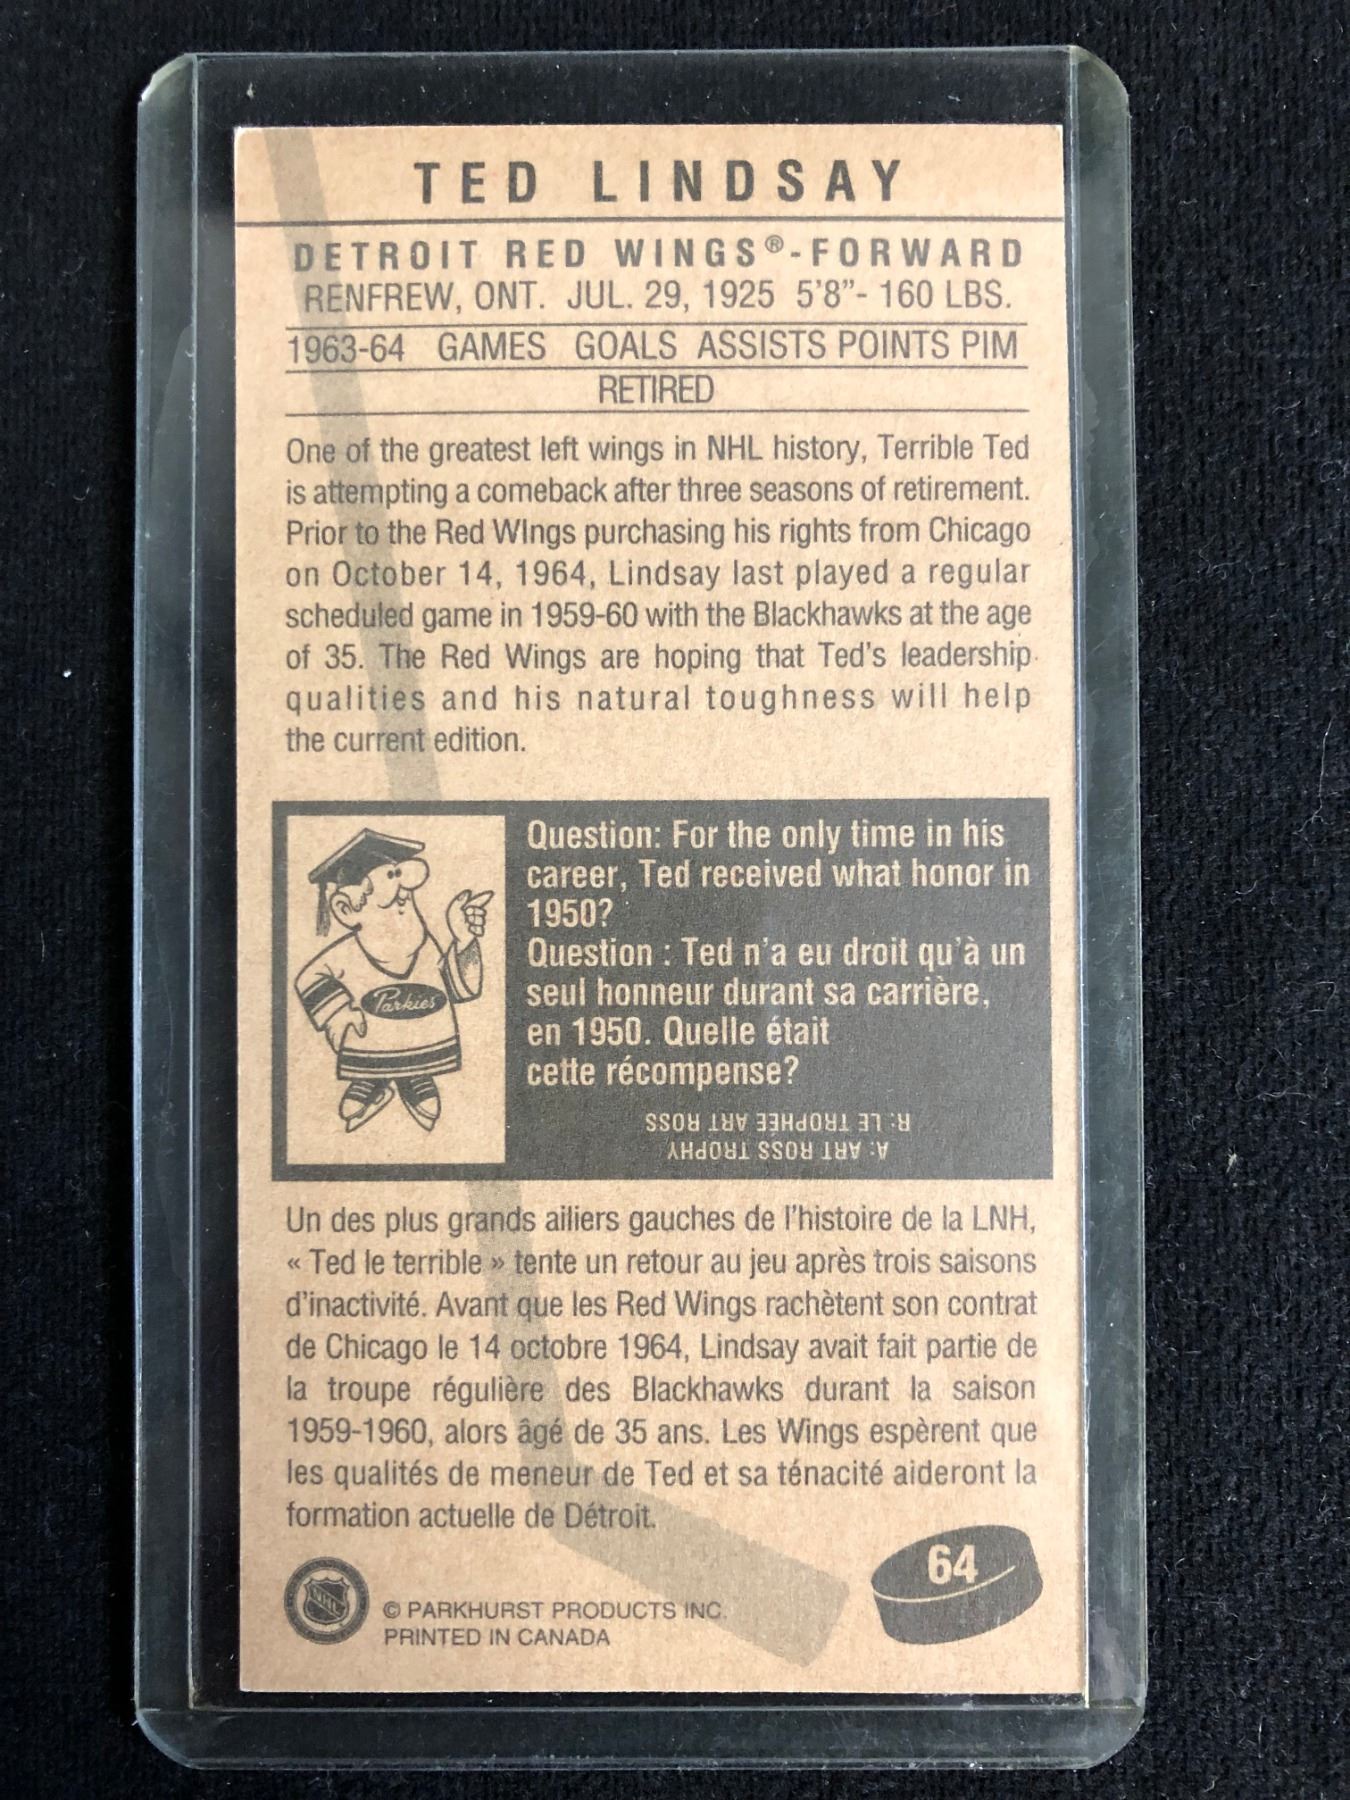 TED LINDSAY
DETROIT RED WINGS®-FORWARD
RENFREW, ONT. JUL. 29, 1925 5'8"- 160 LBS.
1963-64 GAMES GOALS ASSISTS POINTS PIM
RETIRED
One of the greatest left wings in NHL history, Terrible Ted
is attempting a comeback after three seasons of retirement.
Prior to the Red WIngs purchasing his rights from Chicago
on October 14, 1964, Lindsay last played a regular
scheduled game in 1959-60 with the Blackhawks at the age
of 35. The Red Wings are hoping that Ted's leadership
qualities and his natural toughness will help
the current edition.
Parkies
Question: For the only time in his
career, Ted received what honor in
1950?
Question : Ted n'a eu droit qu'à un
seul honneur durant sa carrière,
en 1950. Quelle était
cette récompense?
A: ART ROSS TROPHY
R: LE TROPHÉE ART ROSS
Un des plus grands ailiers gauches de l'histoire de la LNH,
« Ted le terrible » tente un retour au jeu après trois saisons
d'inactivité. Avant que les Red Wings rachètent son contrat
de Chicago le 14 octobre 1964, Lindsay avait fait partie de
la troupe régulière des Blackhawks durant la saison
1959-1960, alors âgé de 35 ans. Les Wings espèrent que
les qualités de meneur de Ted et sa ténacité aideront la
formation actuelle de Détroit.
NHL
© PARKHURST PRODUCTS INC.
PRINTED IN CANADA
64